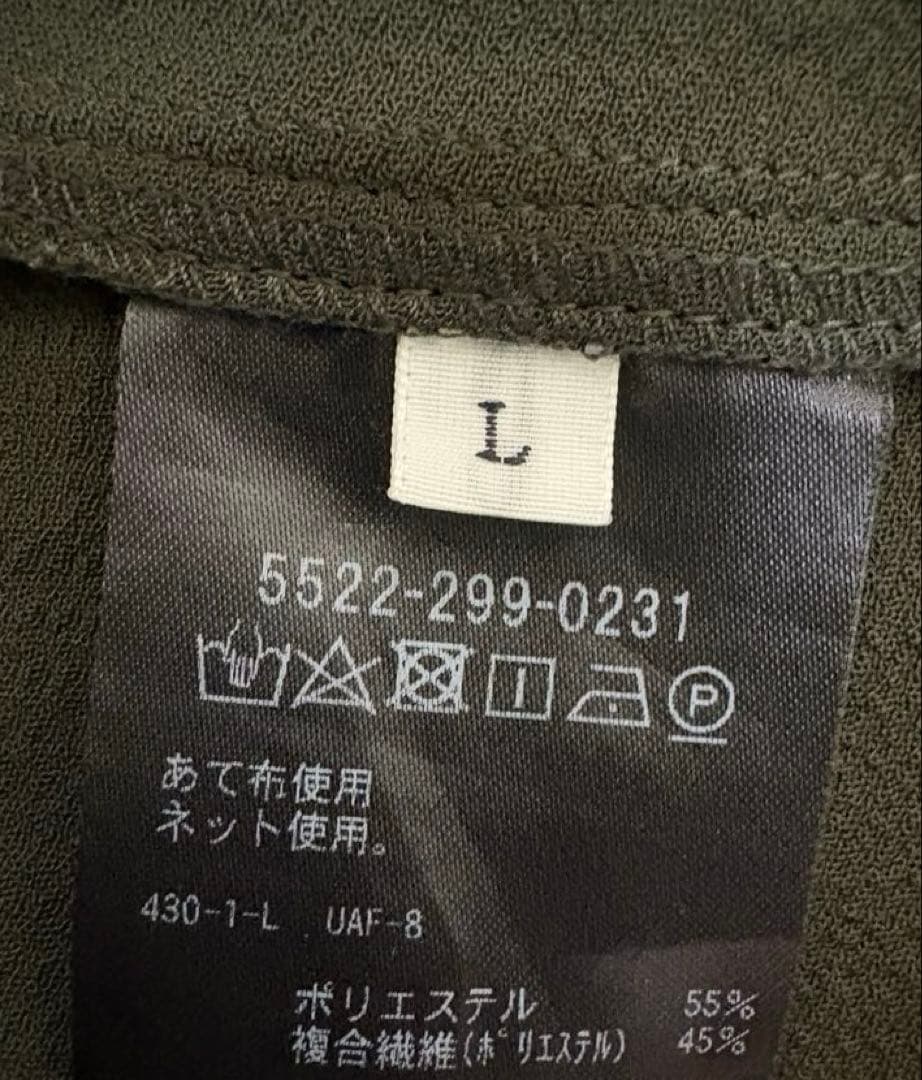 L
5522-299-0231
P
あて布使用
ネット使用。
430-1-L UAF-8
ポリエステル 55%
複合繊維(ポリエステル) 45%